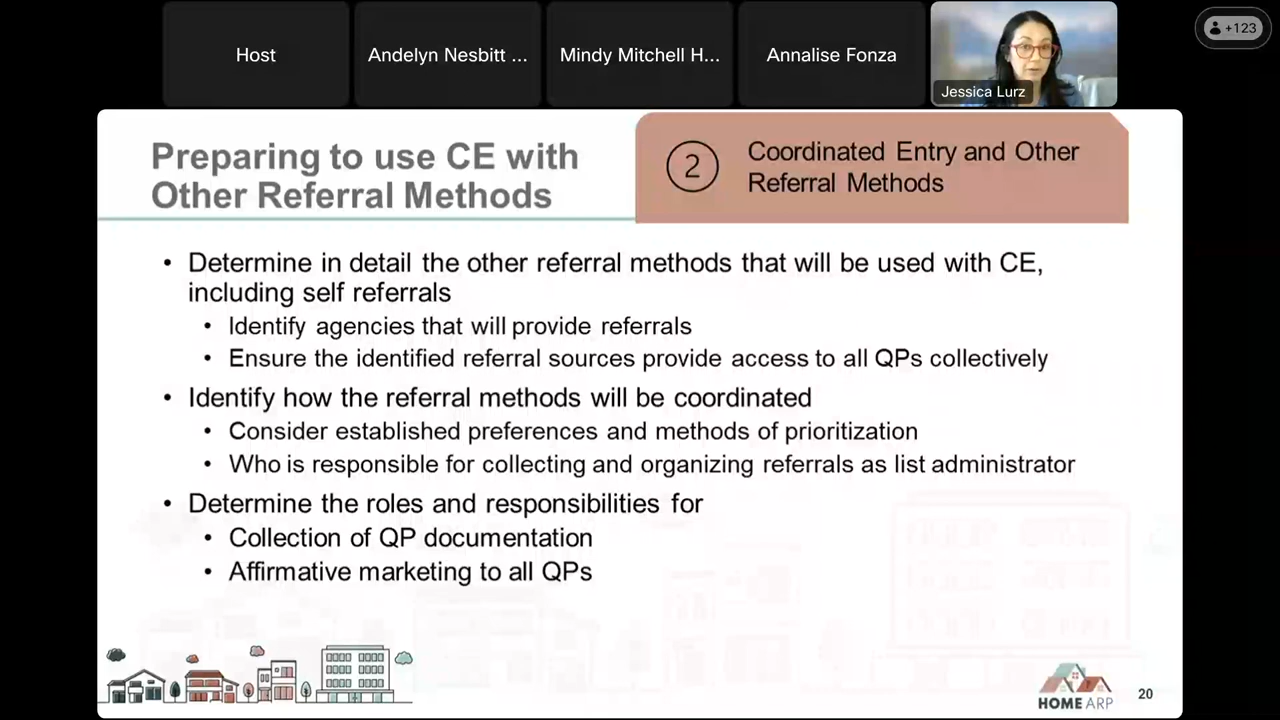 Host
Andelyn Nesbitt ...
Mindy Mitchell H...
Annalise Fonza
Jessica Lurz
+123
Preparing to use CE with
Other Referral Methods
2
Coordinated Entry and Other
Referral Methods
• Determine in detail the other referral methods that will be used with CE,
including self referrals
• Identify agencies that will provide referrals
• Ensure the identified referral sources provide access to all QPs collectively
• Identify how the referral methods will be coordinated
• Consider established preferences and methods of prioritization
• Who is responsible for collecting and organizing referrals as list administrator
• Determine the roles and responsibilities for
• Collection of QP documentation
• Affirmative marketing to all QPs
HOME ARP
20